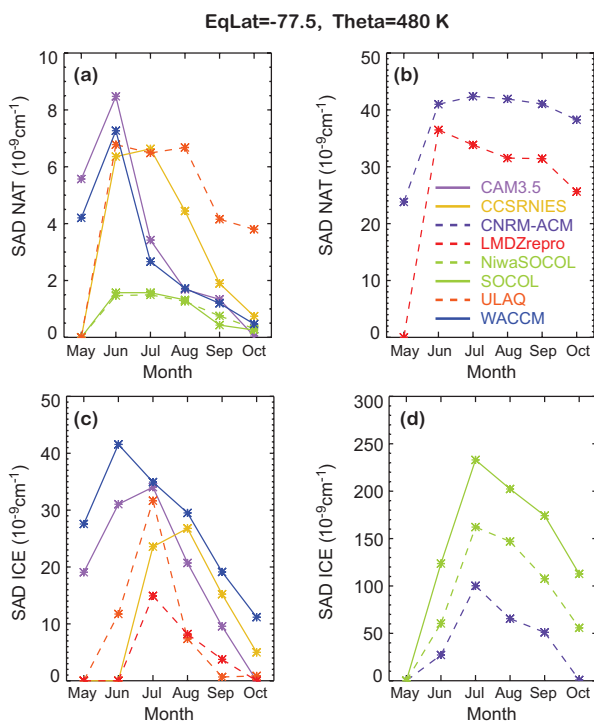 EqLat=-77.5, Theta=480 K
(a)
SAD NAT (10-9cm-1)
10
8
6
4
2
0
May Jun Jul Aug Sep Oct
Month
(b)
SAD NAT (10-9cm-1)
50
40
30
20
10
0
CAM3.5
CCSRNIES
CNRM-ACM
LMDZrepro
NiwaSOCOL
SOCOL
ULAQ
WACCM
May Jun Jul Aug Sep Oct
Month
(c)
SAD ICE (10-9cm-1)
50
40
30
20
10
0
May Jun Jul Aug Sep Oct
Month
(d)
SAD ICE (10-9cm-1)
300
250
200
150
100
50
0
May Jun Jul Aug Sep Oct
Month